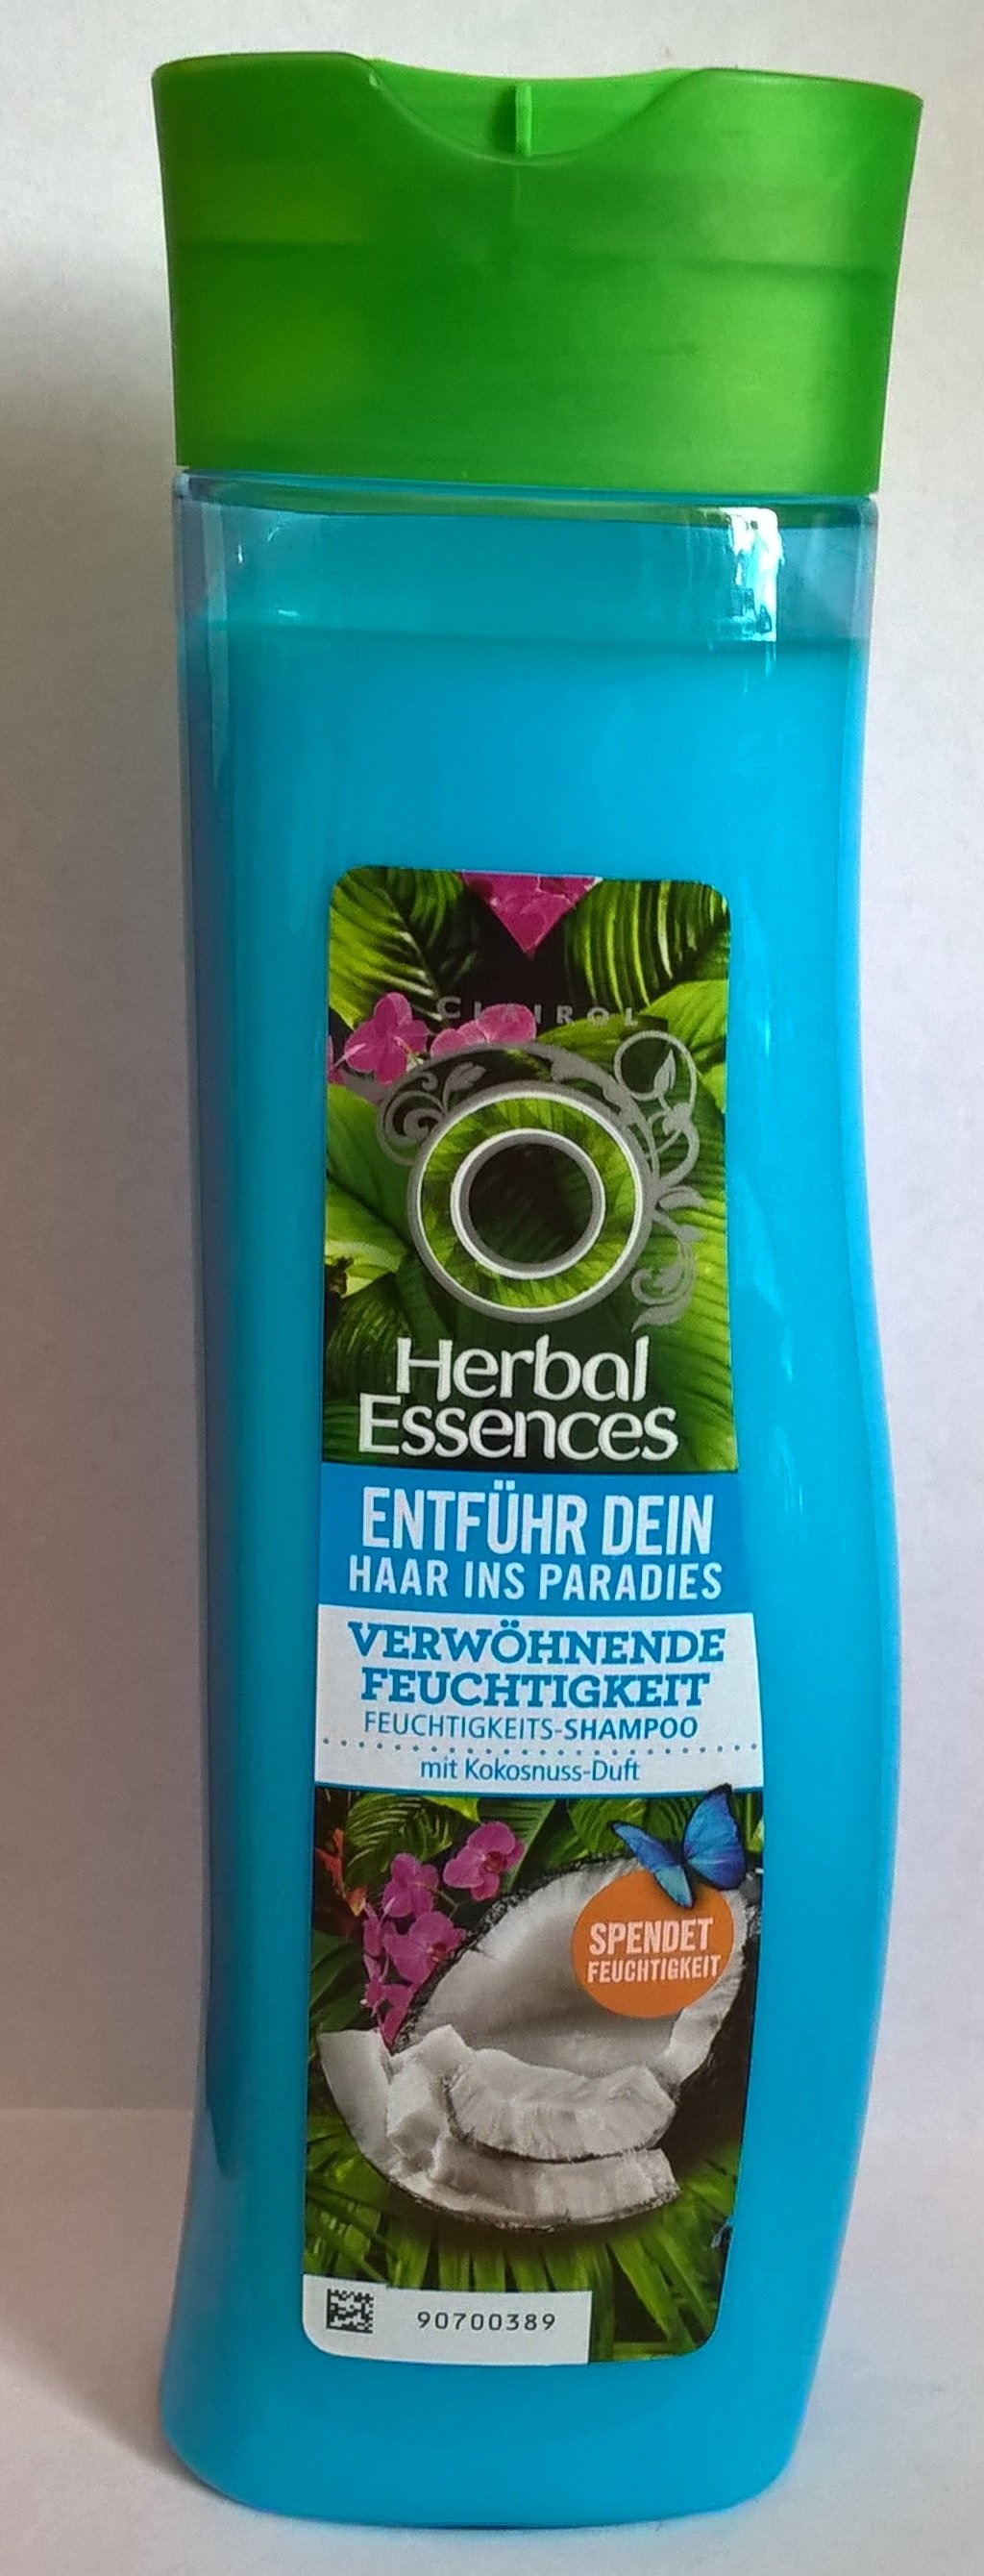 CLAIROL
Herbal
Essences
ENTFÜHR DEIN
HAAR INS PARADIES
VERWÖHNENDE
FEUCHTIGKEIT
FEUCHTIGKEITS-SHAMPOO
mit Kokosnuss-Duft
SPENDET
FEUCHTIGKEIT
90700389